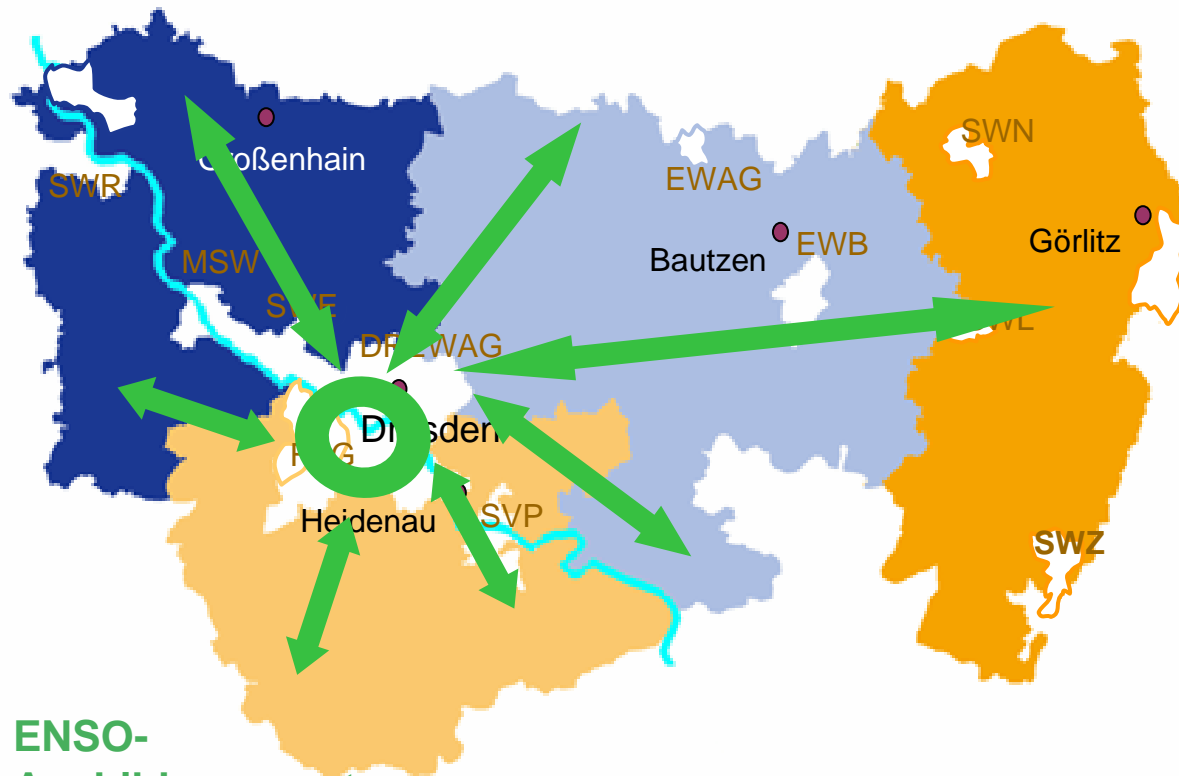 SWN
Großenhain
EWAG
SWR
Görlitz
EWB
Bautzen
MSW
DREWAG
Dresden
Heidenau
SVP
SWZ
ENSO-